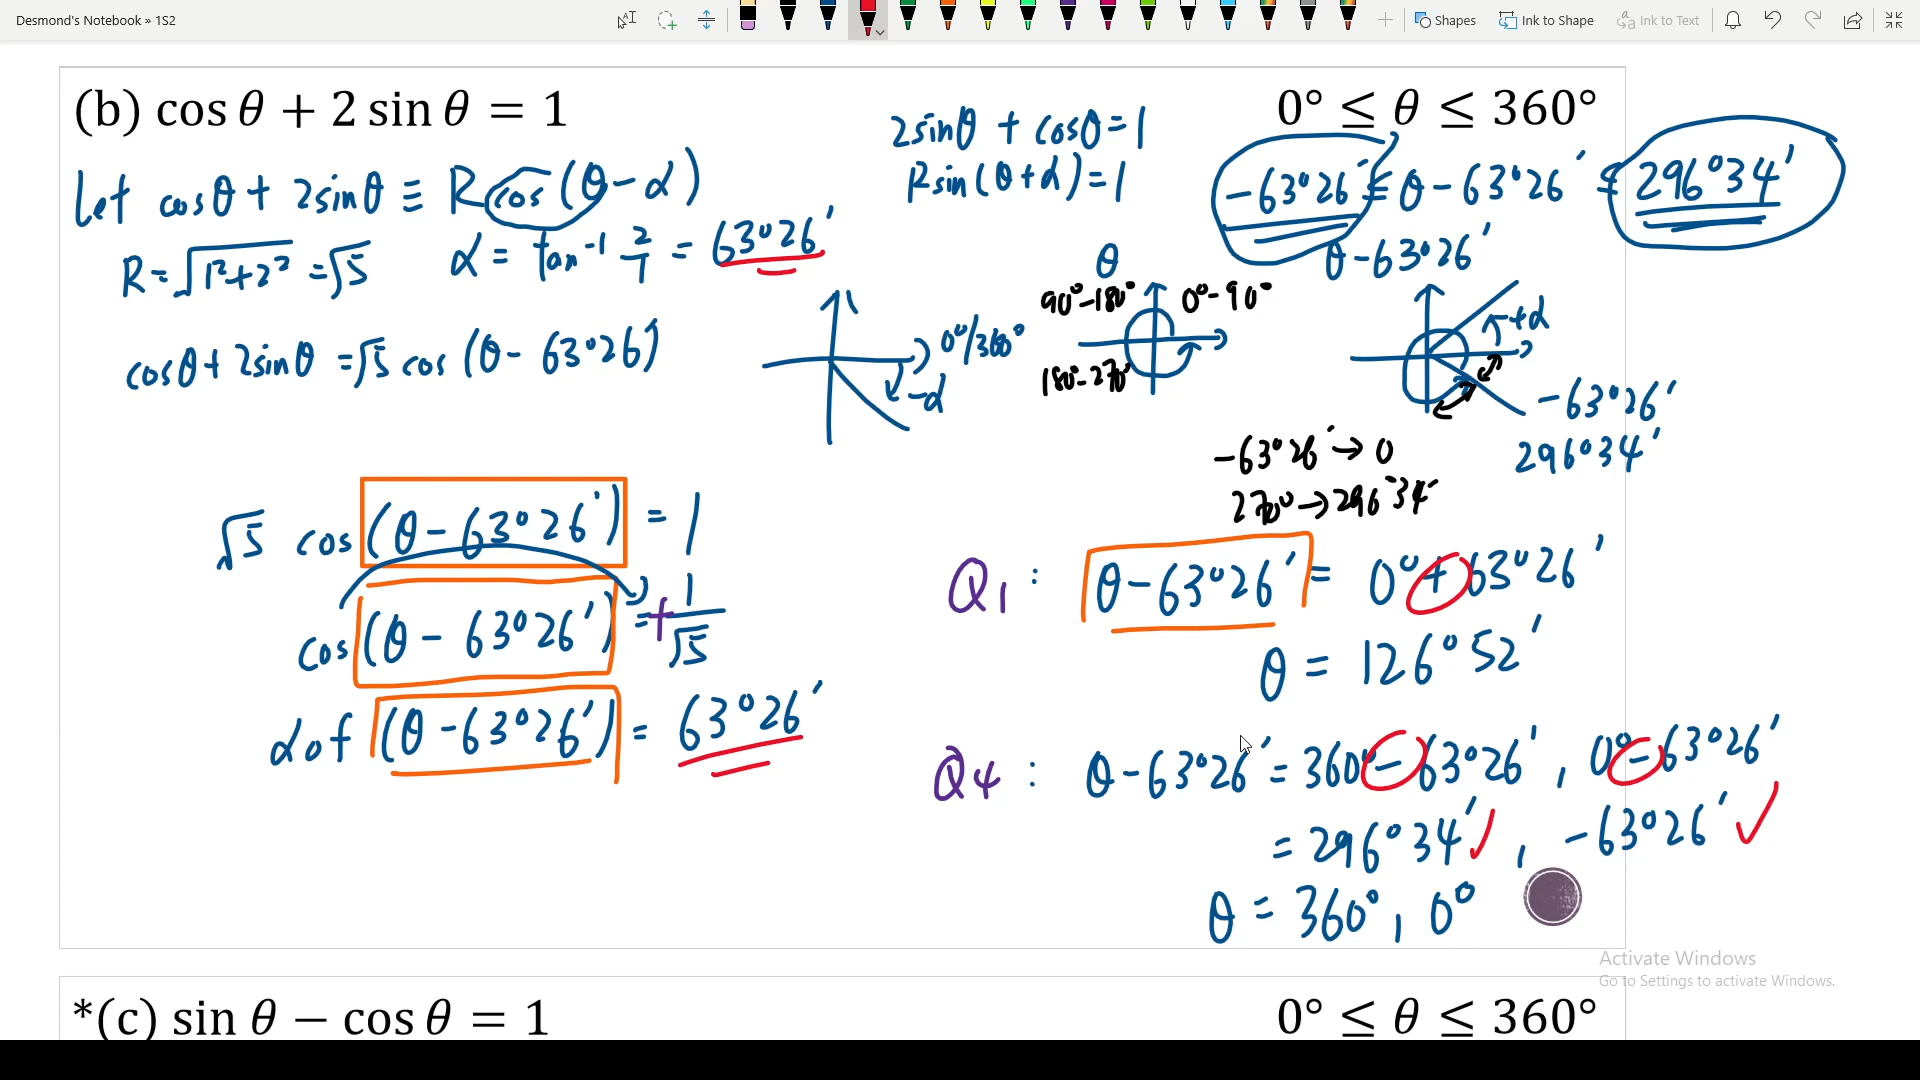 Desmond's Notebook » 1S2
Shapes
Ink to Shape
Ink to Text
(b) cos θ + 2 sin θ = 1
0° ≤ θ ≤ 360°
2sinθ + cosθ = 1
Rsin(θ+α) = 1
Let cosθ + 2sinθ ≡ R cos (θ - α)
R = √1²+2² = √5
α = tan⁻¹ 2/1 = 63°26'
cosθ + 2sinθ = √5 cos (θ - 63°26')
-63°26' ≤ θ - 63°26' ≤ 296°34'
0°/360°
-α
θ
90°-180°
0°-90°
180°-270°
θ - 63°26'
+α
-63°26'
296°34'
-63°26' → 0
270° → 296°34'
√5 cos (θ - 63°26') = 1
cos (θ - 63°26') = + 1/√5
α of (θ - 63°26') = 63°26'
Q1 : θ - 63°26' = 0° + 63°26'
θ = 126°52'
Q4 : θ - 63°26' = 360° - 63°26' , 0° - 63°26'
= 296°34' ✓ , -63°26' ✓
θ = 360° , 0°
Activate Windows
Go to Settings to activate Windows.
*(c) sin θ − cos θ = 1
0° ≤ θ ≤ 360°